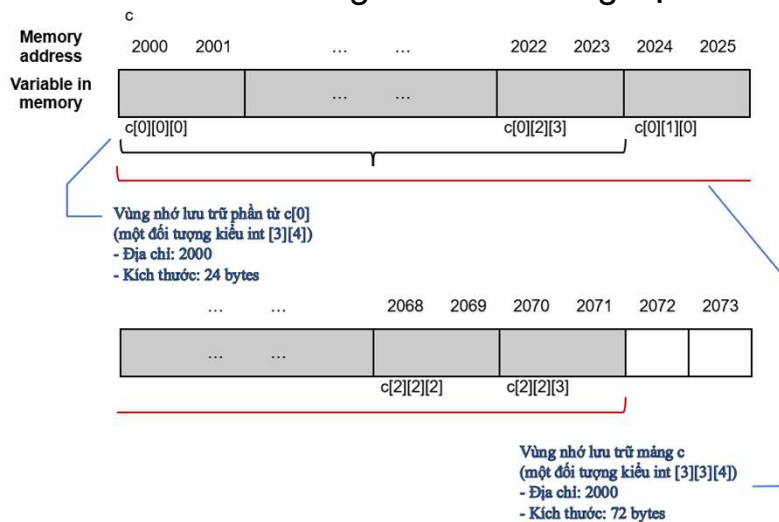 c
Memory address
2000 2001 ... ... 2022 2023 2024 2025
Variable in memory
... ...
c[0][0][0] c[0][2][3] c[0][1][0]
Vùng nhớ lưu trữ phần tử c[0]
(một đối tượng kiểu int [3][4])
- Địa chỉ: 2000
- Kích thước: 24 bytes
... ... 2068 2069 2070 2071 2072 2073
... ...
c[2][2][2] c[2][2][3]
Vùng nhớ lưu trữ mảng c
(một đối tượng kiểu int [3][3][4])
- Địa chỉ: 2000
- Kích thước: 72 bytes